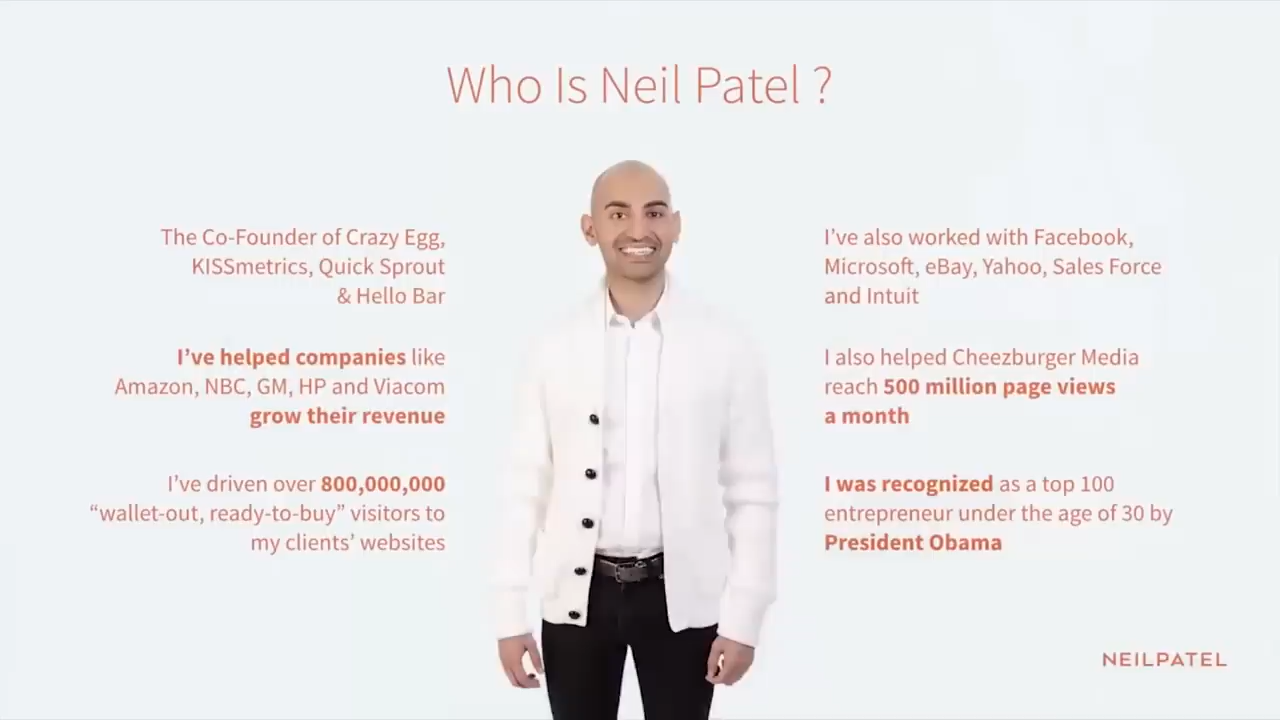 Who Is Neil Patel ?
The Co-Founder of Crazy Egg,
KISSmetrics, Quick Sprout
& Hello Bar
I’ve helped companies like
Amazon, NBC, GM, HP and Viacom
grow their revenue
I’ve driven over 800,000,000
“wallet-out, ready-to-buy” visitors to
my clients’ websites
I’ve also worked with Facebook,
Microsoft, eBay, Yahoo, Sales Force
and Intuit
I also helped Cheezburger Media
reach 500 million page views
a month
I was recognized as a top 100
entrepreneur under the age of 30 by
President Obama
NEILPATEL